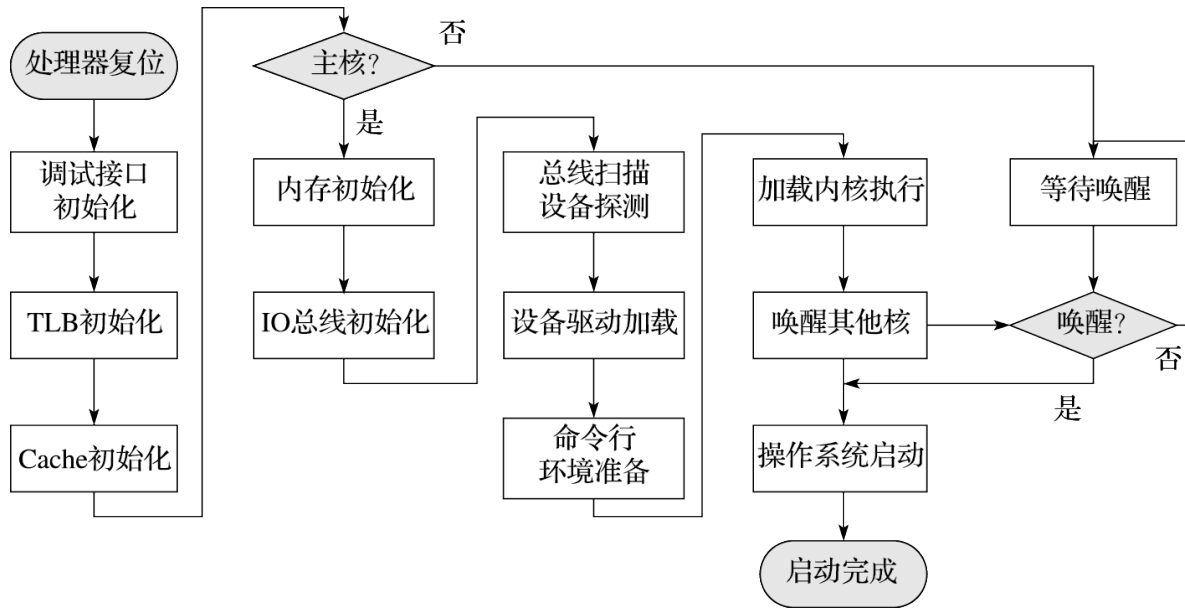 处理器复位
调试接口
初始化
TLB初始化
Cache初始化
主核?
否
是
内存初始化
IO总线初始化
总线扫描
设备探测
设备驱动加载
命令行
环境准备
加载内核执行
唤醒其他核
操作系统启动
启动完成
等待唤醒
唤醒?
否
是